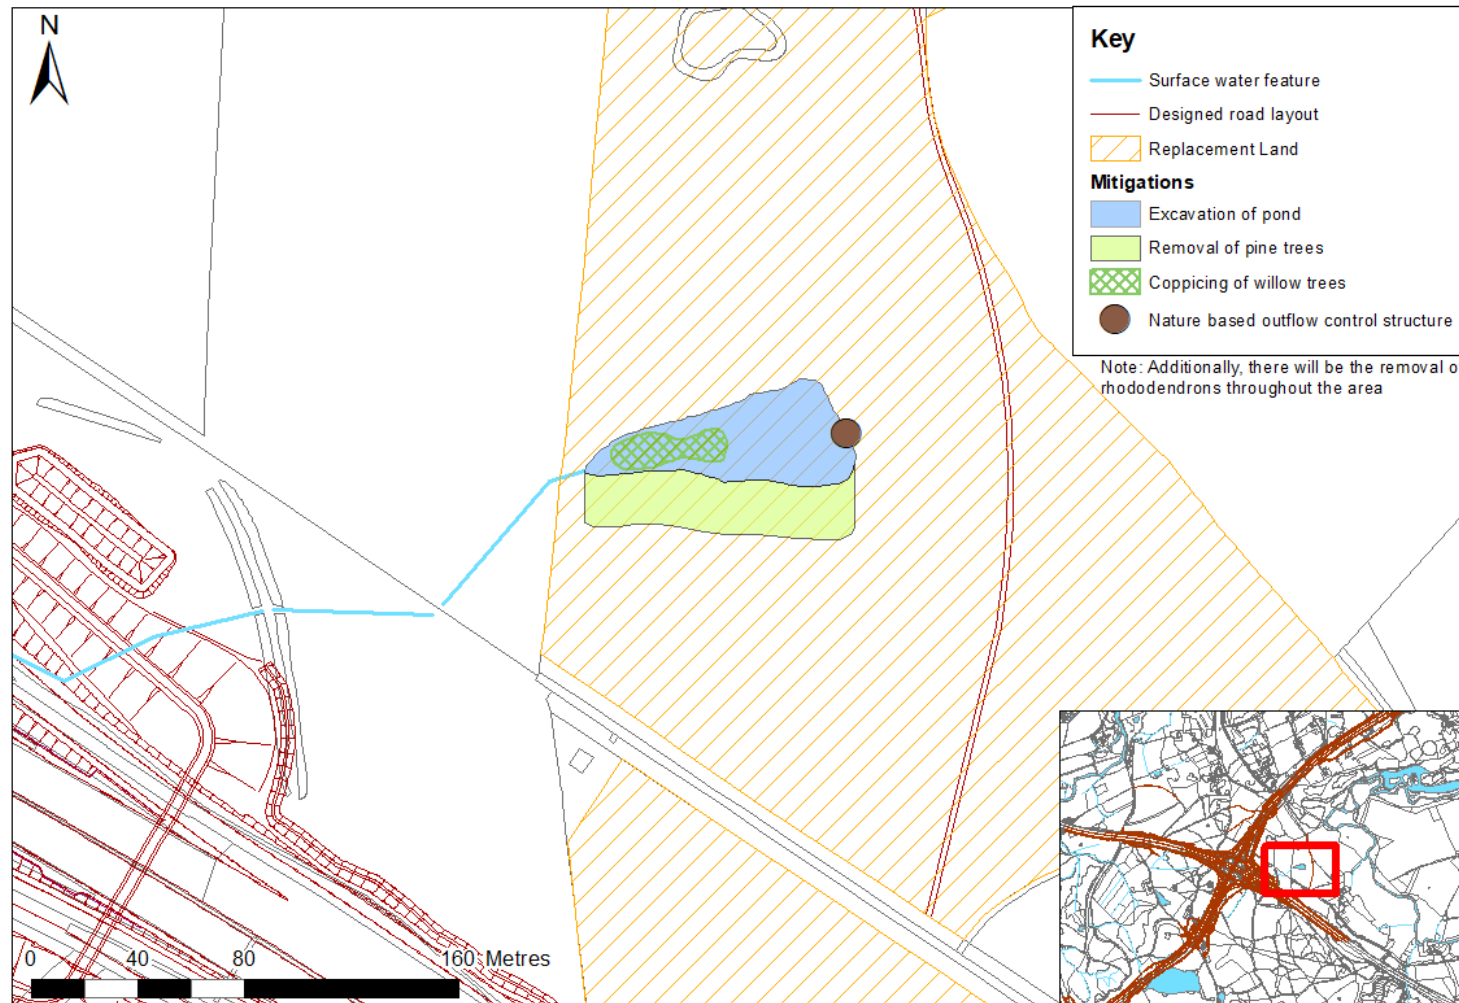 N
Key
Surface water feature
Designed road layout
Replacement Land
Mitigations
Excavation of pond
Removal of pine trees
Coppicing of willow trees
Nature based outflow control structure
Note: Additionally, there will be the removal o
rhododendrons throughout the area
0 40 80 160 Metres